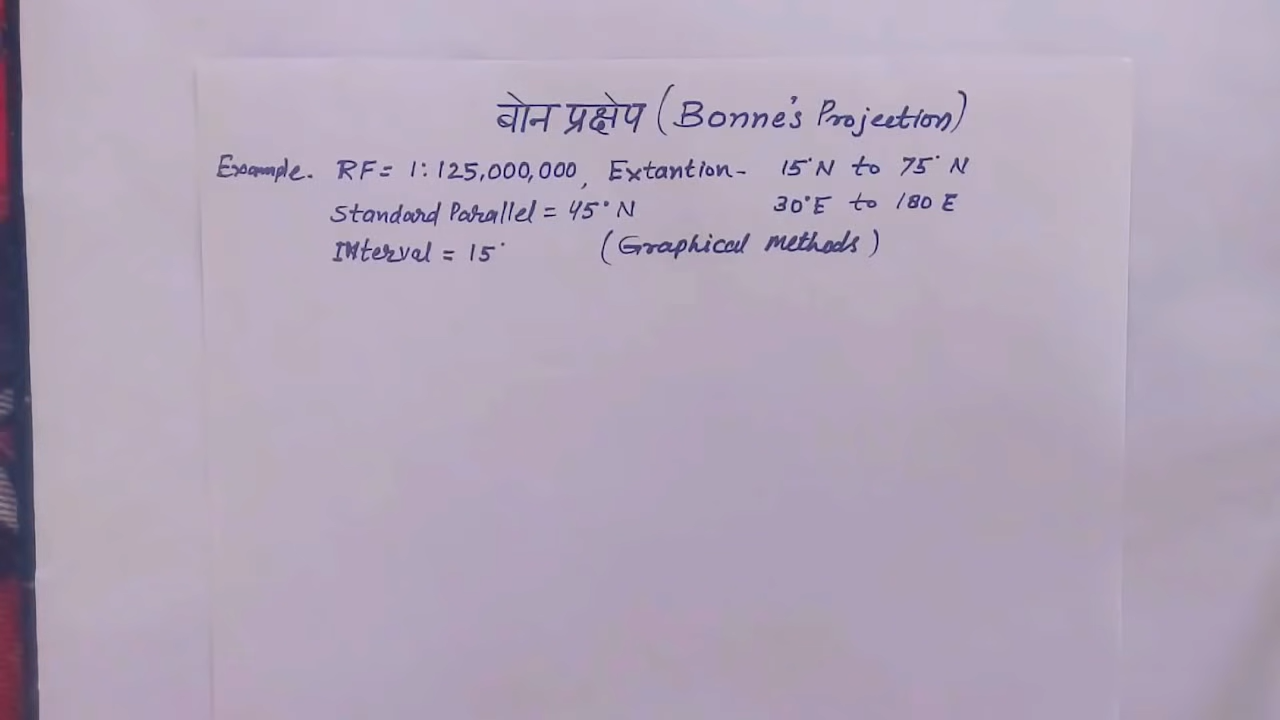 बोन प्रक्षेप (Bonne's Projection)
Example. RF = 1:125,000,000, Extantion - 15°N to 75° N
Standard Parallel = 45° N 30°E to 180 E
Interval = 15° (Graphical methods)